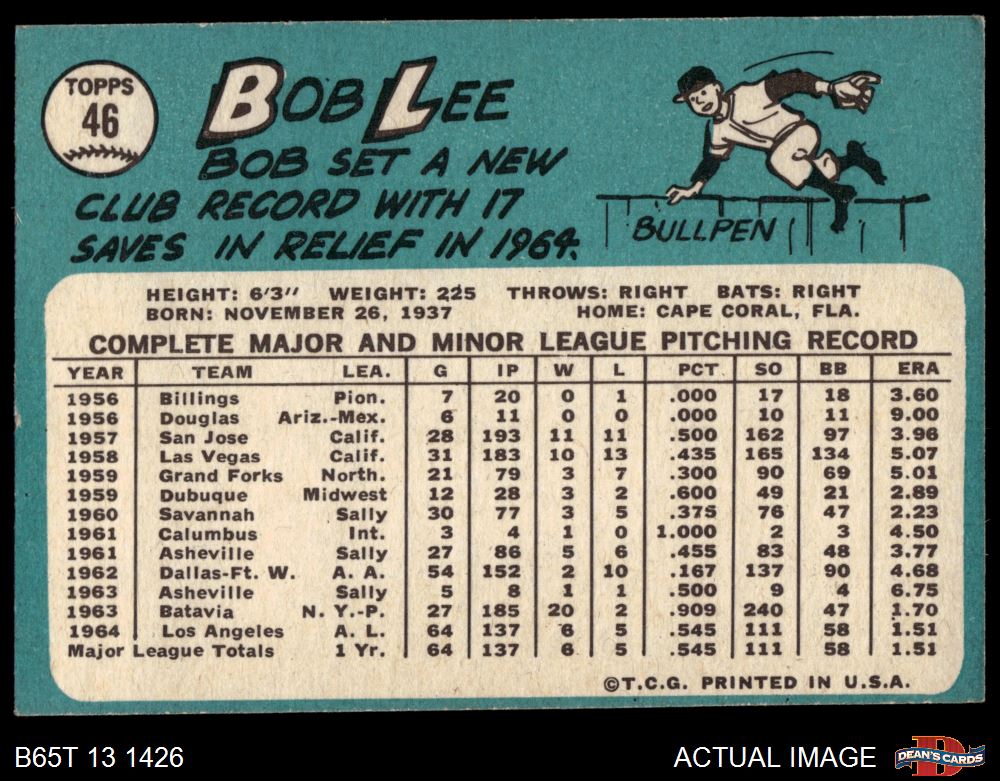 TOPPS
46
BOB LEE
BOB SET A NEW
CLUB RECORD WITH 17
SAVES IN RELIEF IN 1964.
BULLPEN
HEIGHT: 6'3" WEIGHT: 225 THROWS: RIGHT BATS: RIGHT
BORN: NOVEMBER 26, 1937 HOME: CAPE CORAL, FLA.
COMPLETE MAJOR AND MINOR LEAGUE PITCHING RECORD
YEAR TEAM LEA. G IP W L PCT. SO BB ERA
1956 Billings Pion. 7 20 0 1 .000 17 18 3.60
1956 Douglas Ariz.-Mex. 6 11 0 0 .000 10 11 9.00
1957 San Jose Calif. 28 193 11 11 .500 162 97 3.96
1958 Las Vegas Calif. 31 183 10 13 .435 165 134 5.07
1959 Grand Forks North. 21 79 3 7 .300 90 69 5.01
1959 Dubuque Midwest 12 28 3 2 .600 49 21 2.89
1960 Savannah Sally 30 77 3 5 .375 76 47 2.23
1961 Calumbus Int. 3 4 1 0 1.000 2 3 4.50
1961 Asheville Sally 27 86 5 6 .455 83 48 3.77
1962 Dallas-Ft. W. A. A. 54 152 2 10 .167 137 90 4.68
1963 Asheville Sally 5 8 1 1 .500 9 4 6.75
1963 Batavia N. Y.-P. 27 185 20 2 .909 240 47 1.70
1964 Los Angeles A. L. 64 137 6 5 .545 111 58 1.51
Major League Totals 1 Yr. 64 137 6 5 .545 111 58 1.51
©T.C.G. PRINTED IN U.S.A.
B65T 13 1426
ACTUAL IMAGE
D
DEAN'S CARDS